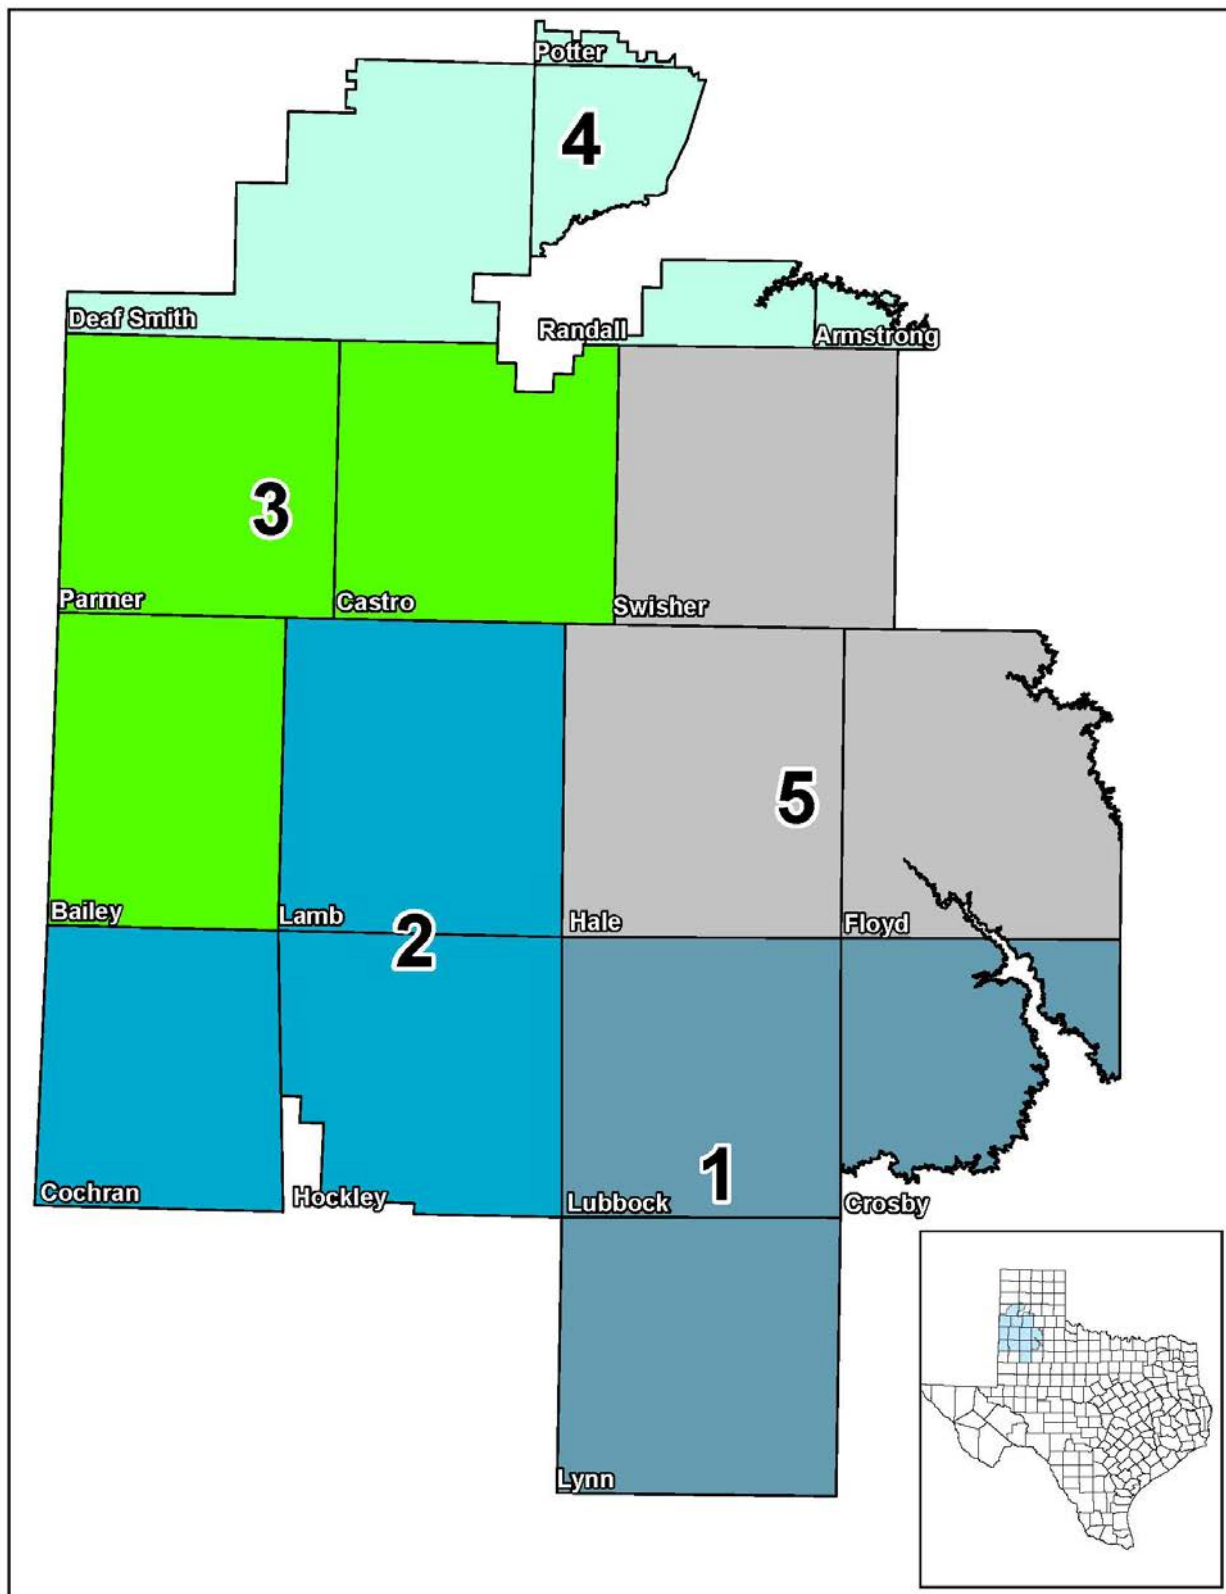 Potter
4
Deaf Smith
Randall
Armstrong
3
Parmer
Castro
Swisher
5
Bailey
Lamb
Hale
Floyd
2
1
Cochran
Hockley
Lubbock
Crosby
Lynn